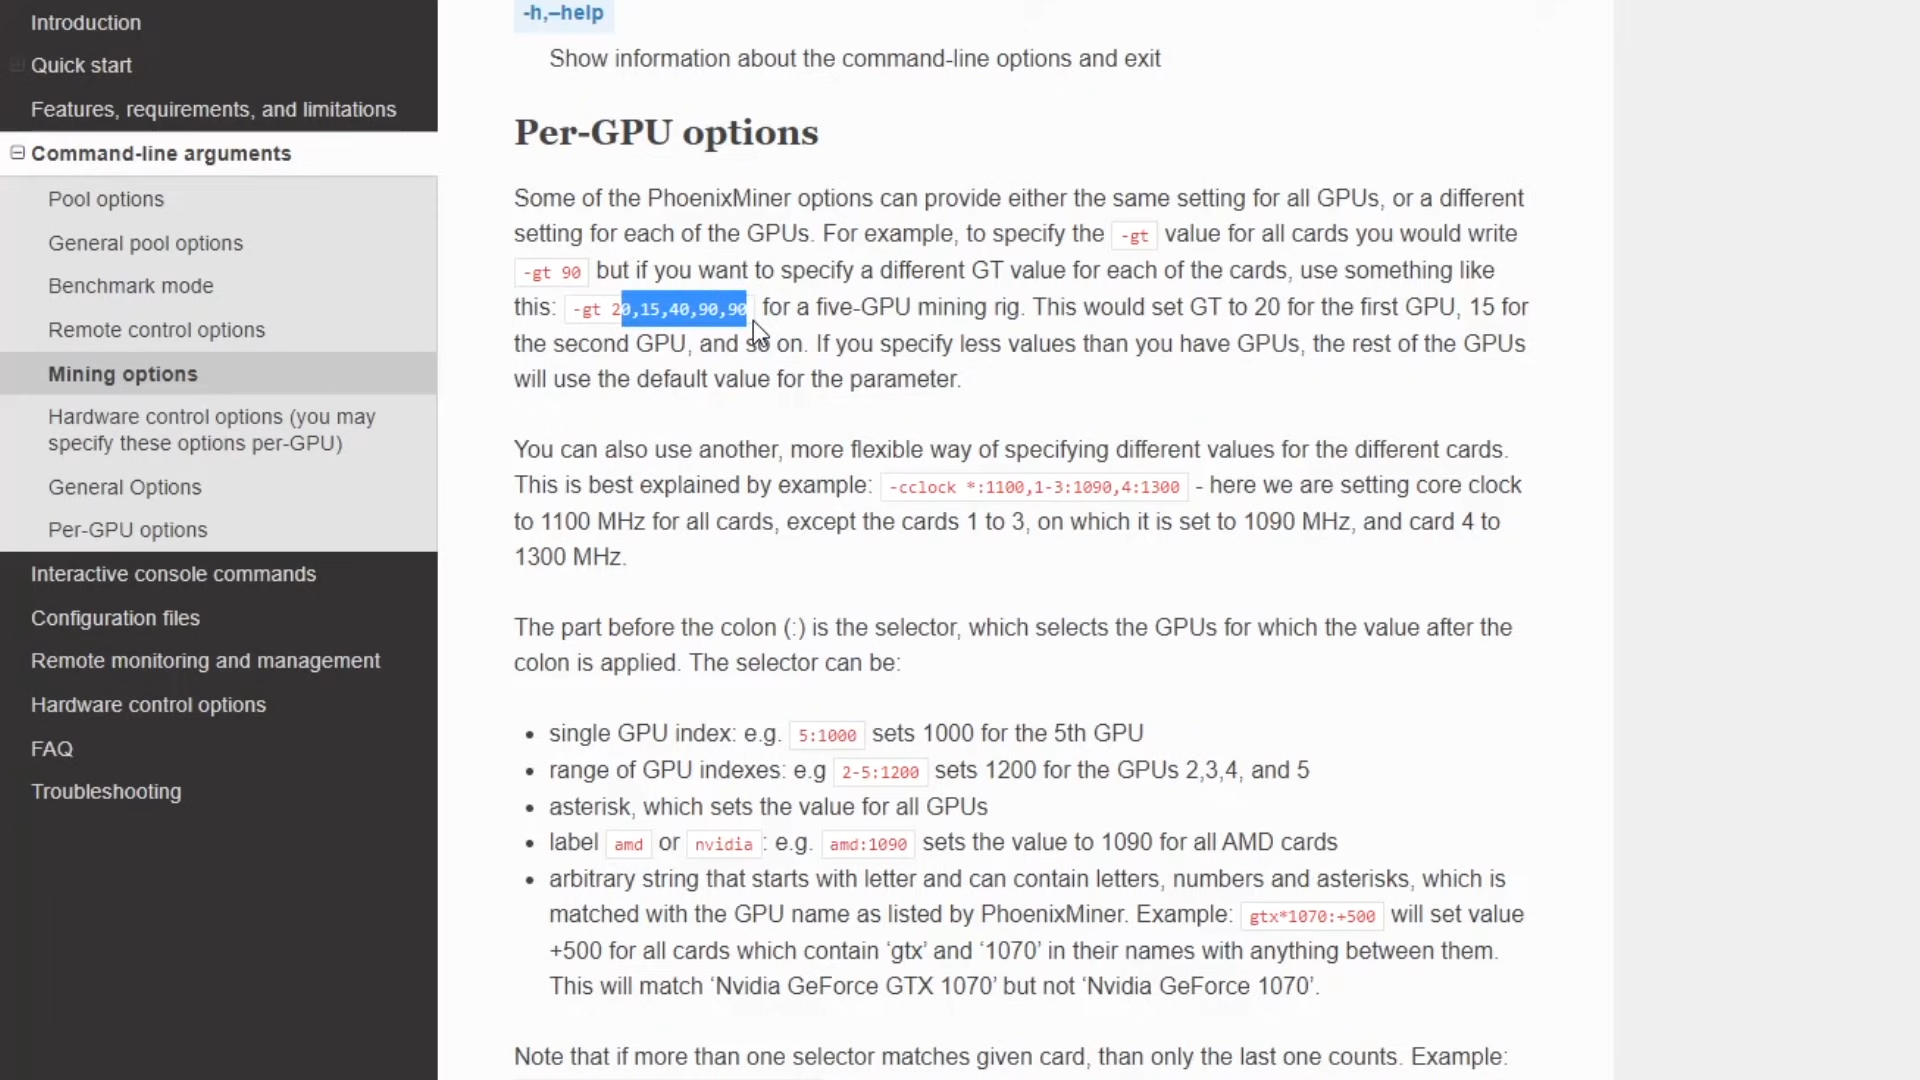 Introduction
Quick start
Features, requirements, and limitations
Command-line arguments
Pool options
General pool options
Benchmark mode
Remote control options
Mining options
Hardware control options (you may
specify these options per-GPU)
General Options
Per-GPU options
Interactive console commands
Configuration files
Remote monitoring and management
Hardware control options
FAQ
Troubleshooting
-h,–help
Show information about the command-line options and exit
Per-GPU options
Some of the PhoenixMiner options can provide either the same setting for all GPUs, or a different
setting for each of the GPUs. For example, to specify the -gt value for all cards you would write
-gt 90 but if you want to specify a different GT value for each of the cards, use something like
this: -gt 20,15,40,90,90 for a five-GPU mining rig. This would set GT to 20 for the first GPU, 15 for
the second GPU, and so on. If you specify less values than you have GPUs, the rest of the GPUs
will use the default value for the parameter.
You can also use another, more flexible way of specifying different values for the different cards.
This is best explained by example: -cclock *:1100,1-3:1090,4:1300 - here we are setting core clock
to 1100 MHz for all cards, except the cards 1 to 3, on which it is set to 1090 MHz, and card 4 to
1300 MHz.
The part before the colon (:) is the selector, which selects the GPUs for which the value after the
colon is applied. The selector can be:
• single GPU index: e.g. 5:1000 sets 1000 for the 5th GPU
• range of GPU indexes: e.g 2-5:1200 sets 1200 for the GPUs 2,3,4, and 5
• asterisk, which sets the value for all GPUs
• label amd or nvidia: e.g. amd:1090 sets the value to 1090 for all AMD cards
• arbitrary string that starts with letter and can contain letters, numbers and asterisks, which is
matched with the GPU name as listed by PhoenixMiner. Example: gtx*1070:+500 will set value
+500 for all cards which contain ‘gtx’ and ‘1070’ in their names with anything between them.
This will match ‘Nvidia GeForce GTX 1070’ but not ‘Nvidia GeForce 1070’.
Note that if more than one selector matches given card, than only the last one counts. Example: